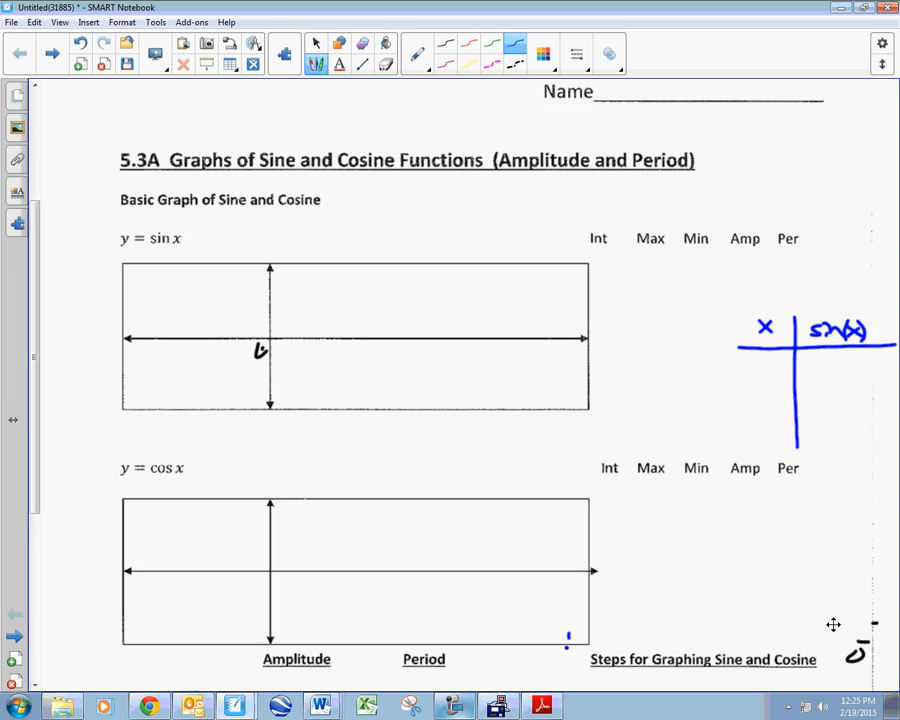 Untitled(31885) * - SMART Notebook
File Edit View Insert Format Tools Add-ons Help
Name
5.3A Graphs of Sine and Cosine Functions (Amplitude and Period)
Basic Graph of Sine and Cosine
y = sin x Int Max Min Amp Per
x sin(x)
y = cos x Int Max Min Amp Per
Amplitude Period Steps for Graphing Sine and Cosine
12:25 PM
2/19/2015